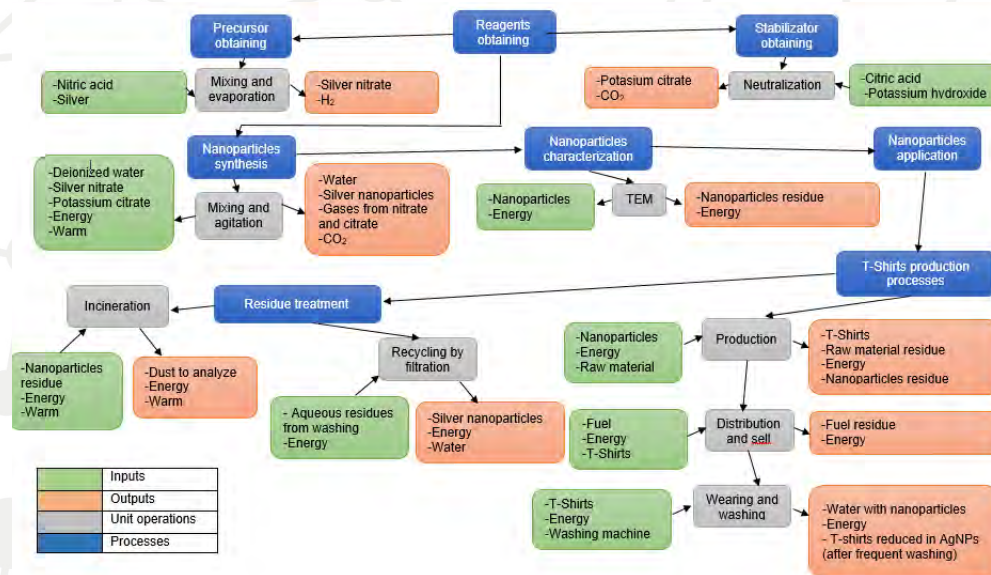 Precursor
obtaining
Reagents
obtaining
Stabilizator
obtaining
-Nitric acid
-Silver
Mixing and
evaporation
-Silver nitrate
-H2
-Potasium citrate
-CO2
Neutralization
-Citric acid
-Potassium hydroxide
Nanoparticles
synthesis
Nanoparticles
characterization
Nanoparticles
application
-Deionized water
-Silver nitrate
-Potassium citrate
-Energy
-Warm
Mixing and
agitation
-Water
-Silver nanoparticles
-Gases from nitrate
and citrate
-CO2
-Nanoparticles
-Energy
TEM
-Nanoparticles residue
-Energy
T-Shirts production
processes
Incineration
Residue treatment
-Nanoparticles
residue
-Energy
-Warm
-Dust to analyze
-Energy
-Warm
Recycling by
filtration
- Aqueous residues
from washing
-Energy
-Silver nanoparticles
-Energy
-Water
-Nanoparticles
-Energy
-Raw material
Production
-T-Shirts
-Raw material residue
-Energy
-Nanoparticles residue
-Fuel
-Energy
-T-Shirts
Distribution
and sell
-Fuel residue
-Energy
-T-Shirts
-Energy
-Washing machine
Wearing and
washing
-Water with nanoparticles
-Energy
- T-shirts reduced in AgNPs
(after frequent washing)
Inputs
Outputs
Unit operations
Processes